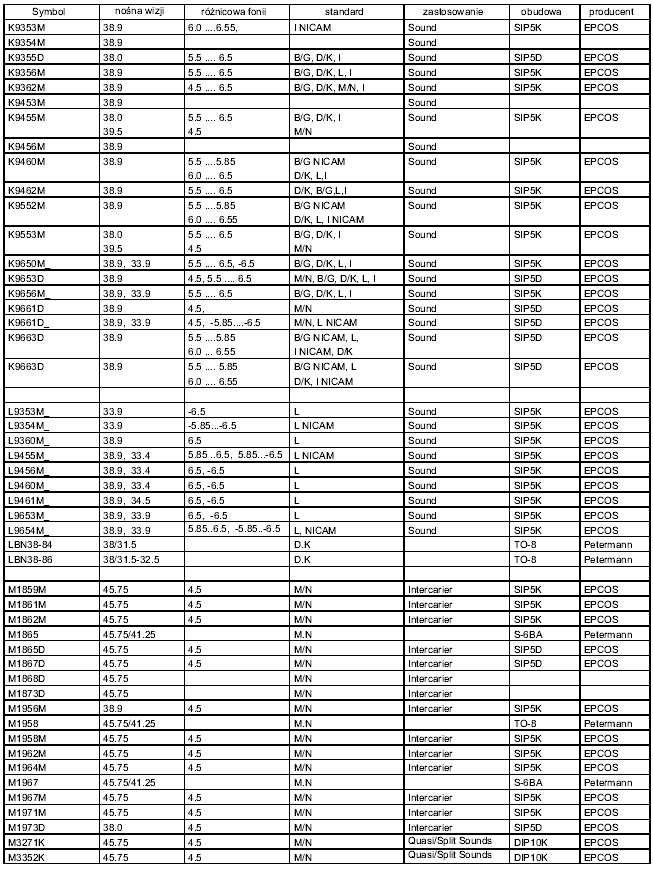 Symbol nośna wizji różnicowa fonii standard zastosowanie obudowa producent
K9353M 38.9 6.0 ....6.55, I NICAM Sound SIP5K EPCOS
K9354M 38.9 Sound
K9355D 38.0 5.5 .... 6.5 B/G, D/K, I Sound SIP5D EPCOS
K9356M 38.9 5.5 .... 6.5 B/G, D/K, L, I Sound SIP5K EPCOS
K9362M 38.9 4.5 .... 6.5 B/G, D/K, M/N, I Sound SIP5K EPCOS
K9453M 38.9 Sound
K9455M 38.0 5.5 .... 6.5 B/G, D/K, I Sound SIP5K EPCOS
39.5 4.5 M/N
K9456M 38.9 Sound
K9460M 38.9 5.5 ....5.85 B/G NICAM Sound SIP5K EPCOS
6.0 .... 6.5 D/K, L,I
K9462M 38.9 5.5 .... 6.5 D/K, B/G,L,I Sound SIP5K EPCOS
K9552M 38.9 5.5 ....5.85 B/G NICAM Sound SIP5K EPCOS
6.0 .... 6.55 D/K, L, I NICAM
K9553M 38.0 5.5 .... 6.5 B/G, D/K, I Sound SIP5K EPCOS
39.5 4.5 M/N
K9650M_ 38.9, 33.9 5.5 .... 6.5, -6.5 B/G, D/K, L, I Sound SIP5K EPCOS
K9653D 38.9 4.5, 5.5 .... 6.5 M/N, B/G, D/K, L, I Sound SIP5D EPCOS
K9656M_ 38.9, 33.9 5.5 .... 6.5 B/G, D/K, L, I Sound SIP5K EPCOS
K9661D 38.9 4.5, M/N Sound SIP5D EPCOS
K9661D_ 38.9, 33.9 4.5, -5.85....-6.5 M/N, L NICAM Sound SIP5D EPCOS
K9663D 38.9 5.5 ....5.85 B/G NICAM, L, Sound SIP5D EPCOS
6.0 ... 6.55 I NICAM, D/K
K9663D 38.9 5.5 .... 5.85 B/G NICAM, L Sound SIP5D EPCOS
6.0 .... 6.55 D/K, I NICAM
L9353M_ 33.9 -6.5 L Sound SIP5K EPCOS
L9354M_ 33.9 -5.85...-6.5 L NICAM Sound SIP5K EPCOS
L9360M_ 38.9 6.5 L Sound SIP5K EPCOS
L9455M_ 38.9, 33.4 5.85 ..6.5, 5.85...-6.5 L NICAM Sound SIP5K EPCOS
L9456M_ 38.9, 33.4 6.5, -6.5 L Sound SIP5K EPCOS
L9460M_ 38.9, 33.4 6.5, -6.5 L Sound SIP5K EPCOS
L9461M_ 38.9, 34.5 6.5, -6.5 L Sound SIP5K EPCOS
L9653M_ 38.9, 33.9 6.5, -6.5 L Sound SIP5K EPCOS
L9654M_ 38.9, 33.9 5.85..6.5, -5.85..-6.5 L, NICAM Sound SIP5K EPCOS
LBN38-84 38/31.5 D.K TO-8 Petermann
LBN38-86 38/31.5-32.5 D.K TO-8 Petermann
M1859M 45.75 4.5 M/N Intercarier SIP5K EPCOS
M1861M 45.75 4.5 M/N Intercarier SIP5K EPCOS
M1862M 45.75 4.5 M/N Intercarier SIP5K EPCOS
M1865 45.75/41.25 M.N S-6BA Petermann
M1865D 45.75 4.5 M/N Intercarier SIP5D EPCOS
M1867D 45.75 4.5 M/N Intercarier SIP5D EPCOS
M1868D 45.75 M/N Intercarier
M1873D 45.75 M/N Intercarier
M1956M 38.9 4.5 M/N Intercarier SIP5K EPCOS
M1958 45.75/41.25 M.N TO-8 Petermann
M1958M 45.75 4.5 M/N Intercarier SIP5K EPCOS
M1962M 45.75 4.5 M/N Intercarier SIP5K EPCOS
M1964M 45.75 4.5 M/N Intercarier SIP5K EPCOS
M1967 45.75/41.25 M.N S-6BA Petermann
M1967M 45.75 4.5 M/N Intercarier SIP5K EPCOS
M1971M 45.75 4.5 M/N Intercarier SIP5K EPCOS
M1973D 38.0 4.5 M/N Intercarier SIP5D EPCOS
M3271K 45.75 4.5 M/N Quasi/Split Sounds DIP10K EPCOS
M3352K 45.75 4.5 M/N Quasi/Split Sounds DIP10K EPCOS